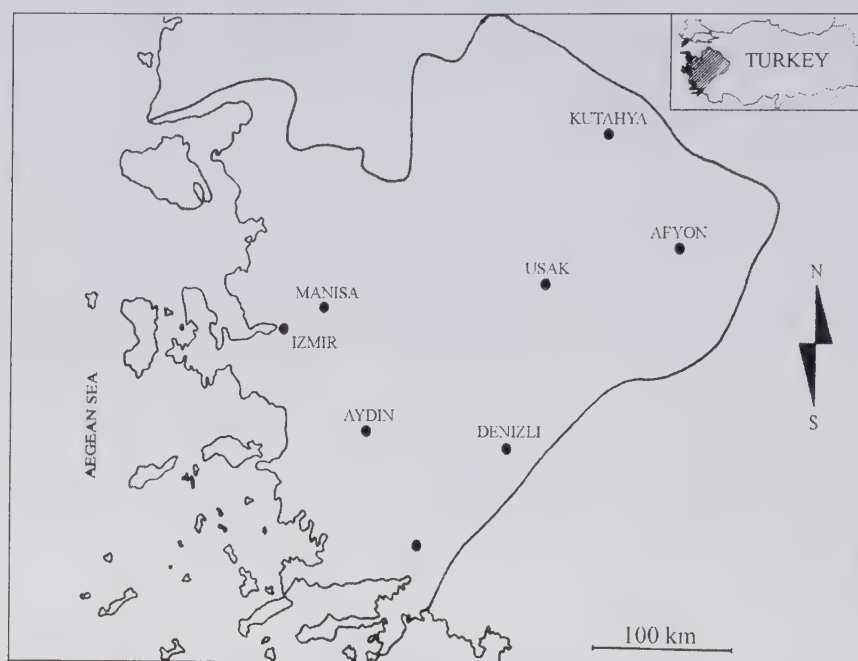 TURKEY
KUTAHYA
AFYON
USAK
N
MANISA
IZMIR
AEGEAN SEA
AYDIN
DENIZLI
S
100 km